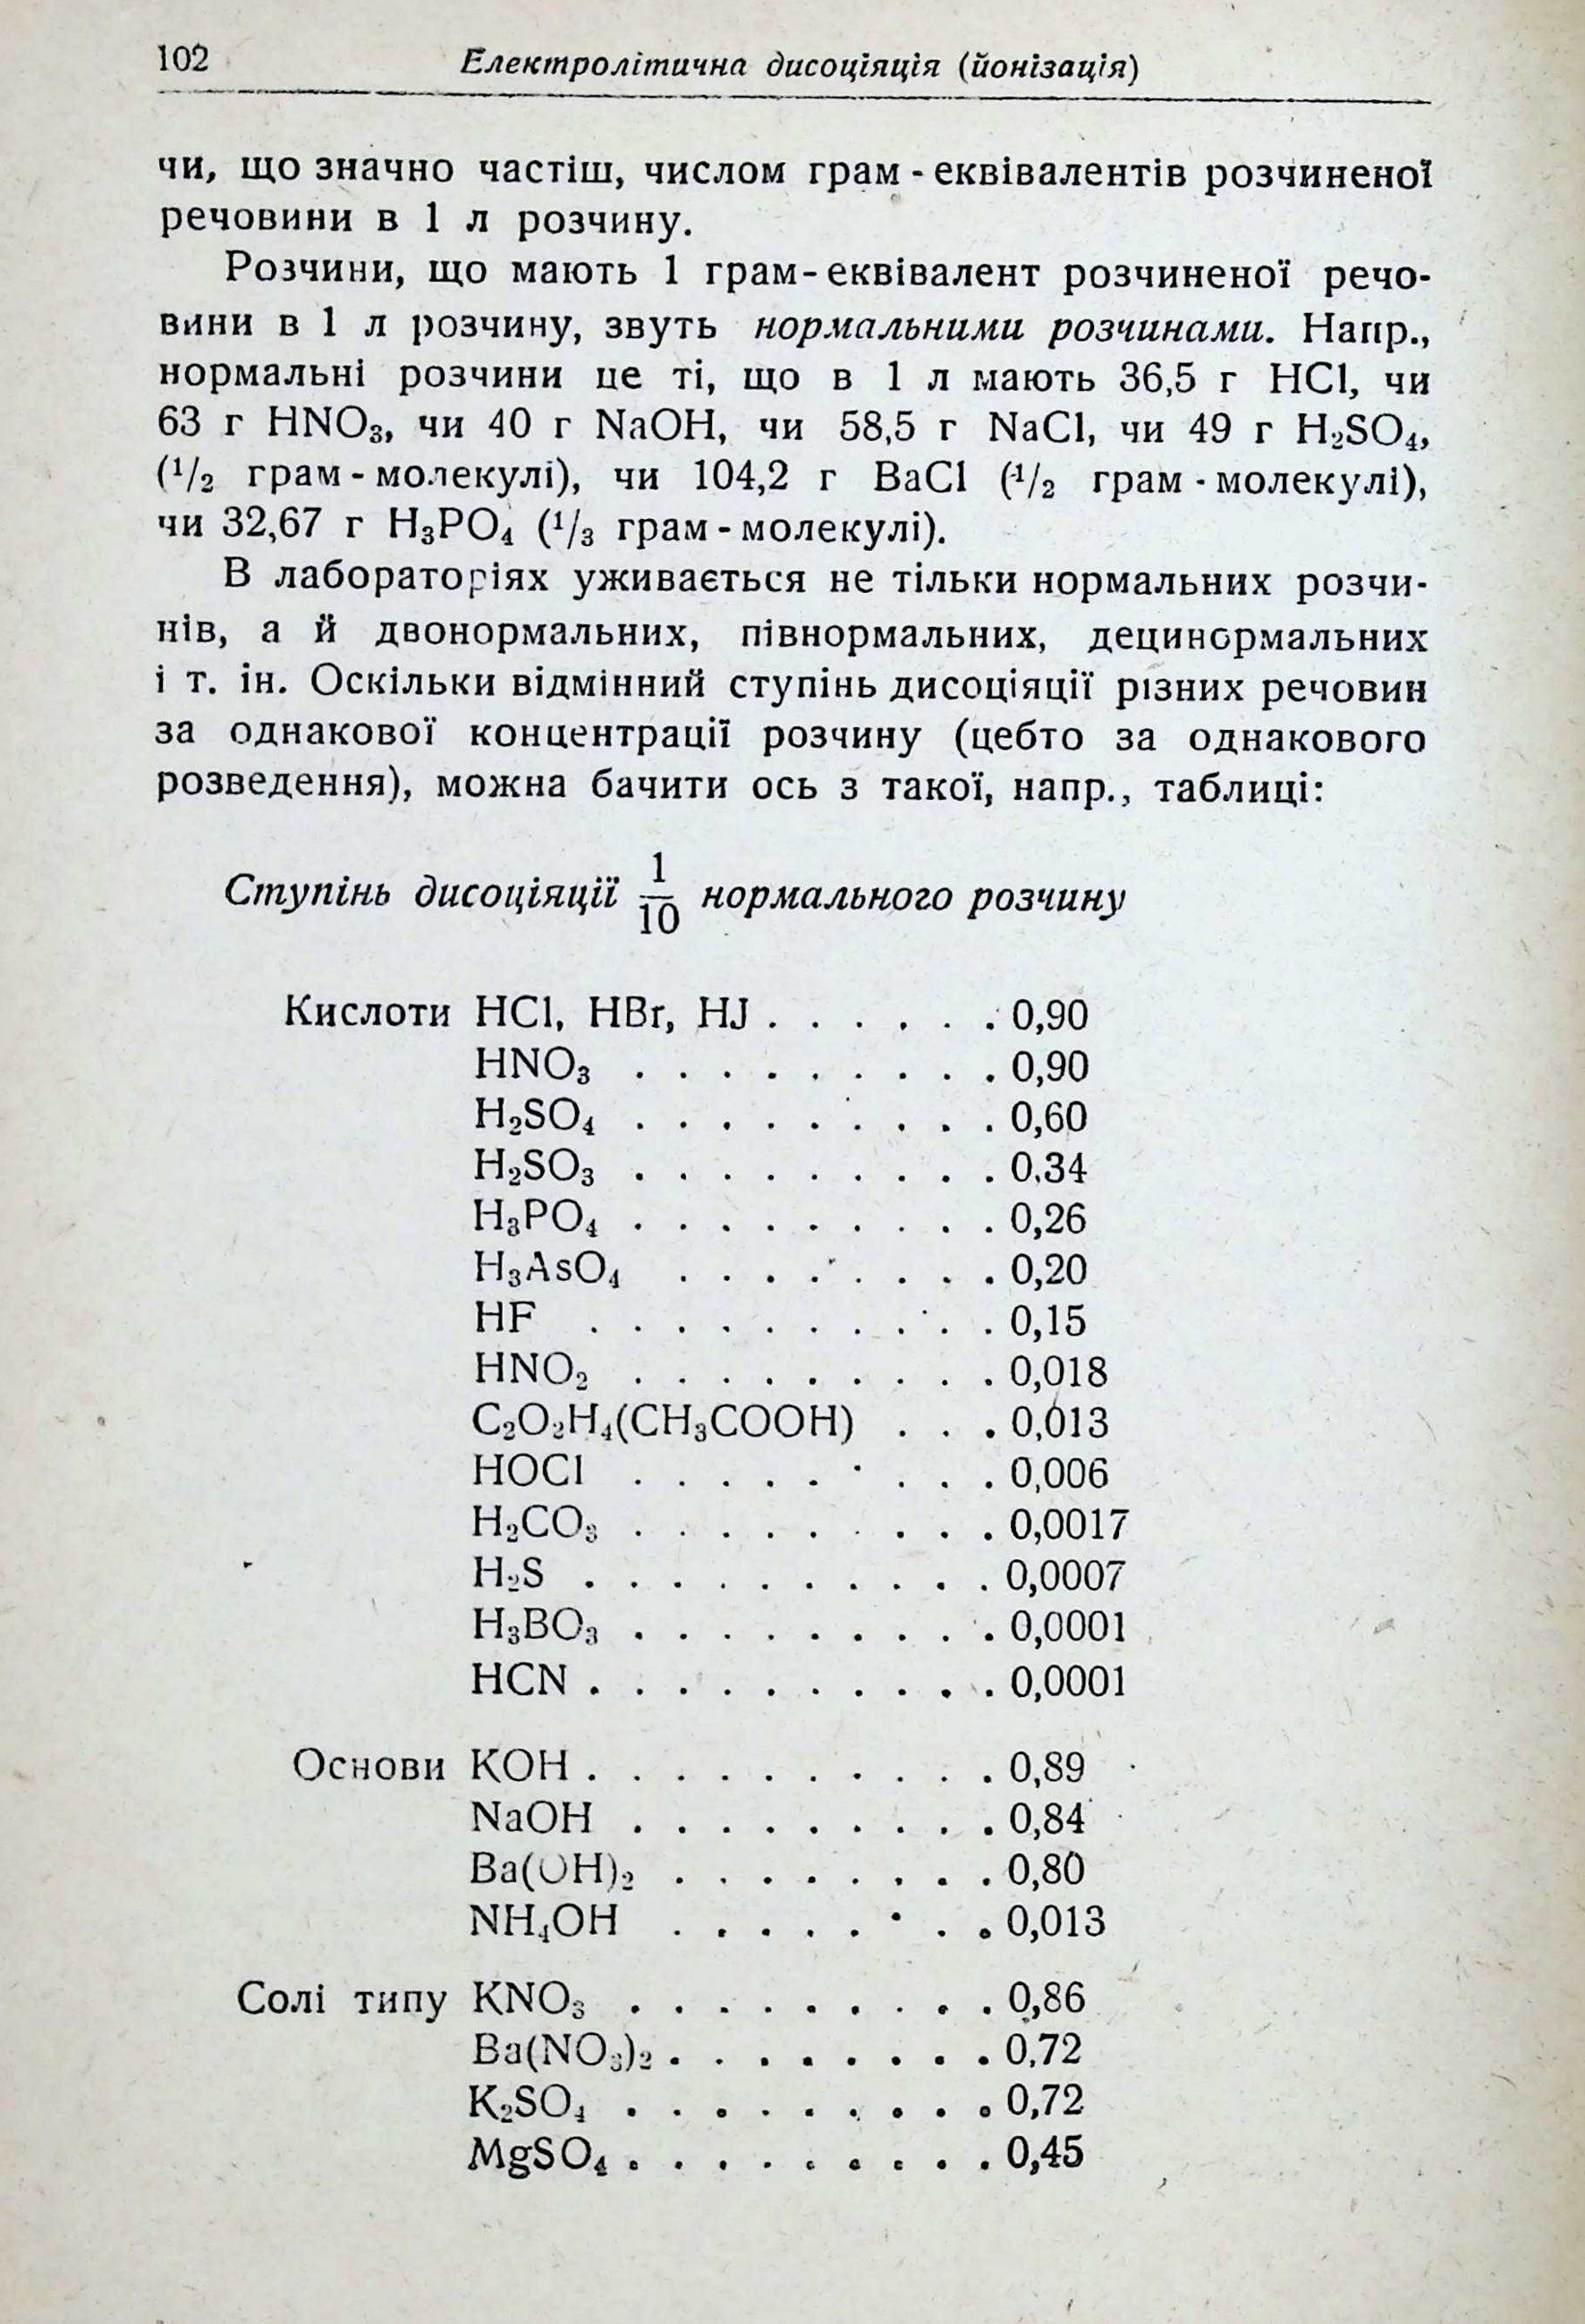 102 Електролітична дисоціяція (йонізація)
чи, що значно частіш, числом грам - еквівалентів розчиненої
речовини в 1 л розчину.
Розчини, що мають 1 грам- еквівалент розчиненої речо-
вини в 1 л розчину, звуть нормальними розчинами. Напр.,
нормальні розчини це ті, що в 1 л мають 36,5 г HCl, чи
63 г HNO₃, чи 40 г NaOH, чи 58,5 г NaCl, чи 49 г H₂SO₄,
(¹/₂ грам - молекулі), чи 104,2 г BaCl (¹/₂ грам - молекулі),
чи 32,67 г H₃PO₄ (¹/₃ грам - молекулі).
В лабораторіях уживається не тільки нормальних розчи-
нів, а й двонормальних, півнормальних, децинормальних
і т. ін. Оскільки відмінний ступінь дисоціяції різних речовин
за однакової концентрації розчину (цебто за однакового
розведення), можна бачити ось з такої, напр., таблиці:
Ступінь дисоціяції 1/10 нормального розчину
Кислоти HCl, HBr, HJ . . . . . . 0,90
HNO₃ . . . . . . . . . 0,90
H₂SO₄ . . . . . . . . . 0,60
H₂SO₃ . . . . . . . . . 0,34
H₃PO₄ . . . . . . . . . 0,26
H₃AsO₄ . . . . . . . . 0,20
HF . . . . . . . . . . 0,15
HNO₂ . . . . . . . . . 0,018
C₂O₂H₄(CH₃COOH) . . . 0,013
HOCl . . . . . . . . . 0,006
H₂CO₃ . . . . . . . . . 0,0017
H₂S . . . . . . . . . . 0,0007
H₃BO₃ . . . . . . . . . 0,0001
HCN . . . . . . . . . . 0,0001
Основи KOH . . . . . . . . . . 0,89
NaOH . . . . . . . . . 0,84
Ba(OH)₂ . . . . . . . . 0,80
NH₄OH . . . . . . . . 0,013
Солі типу KNO₃ . . . . . . . . . 0,86
Ba(NO₃)₂ . . . . . . . . 0,72
K₂SO₄ . . . . . . . . . 0,72
MgSO₄ . . . . . . . . . 0,45